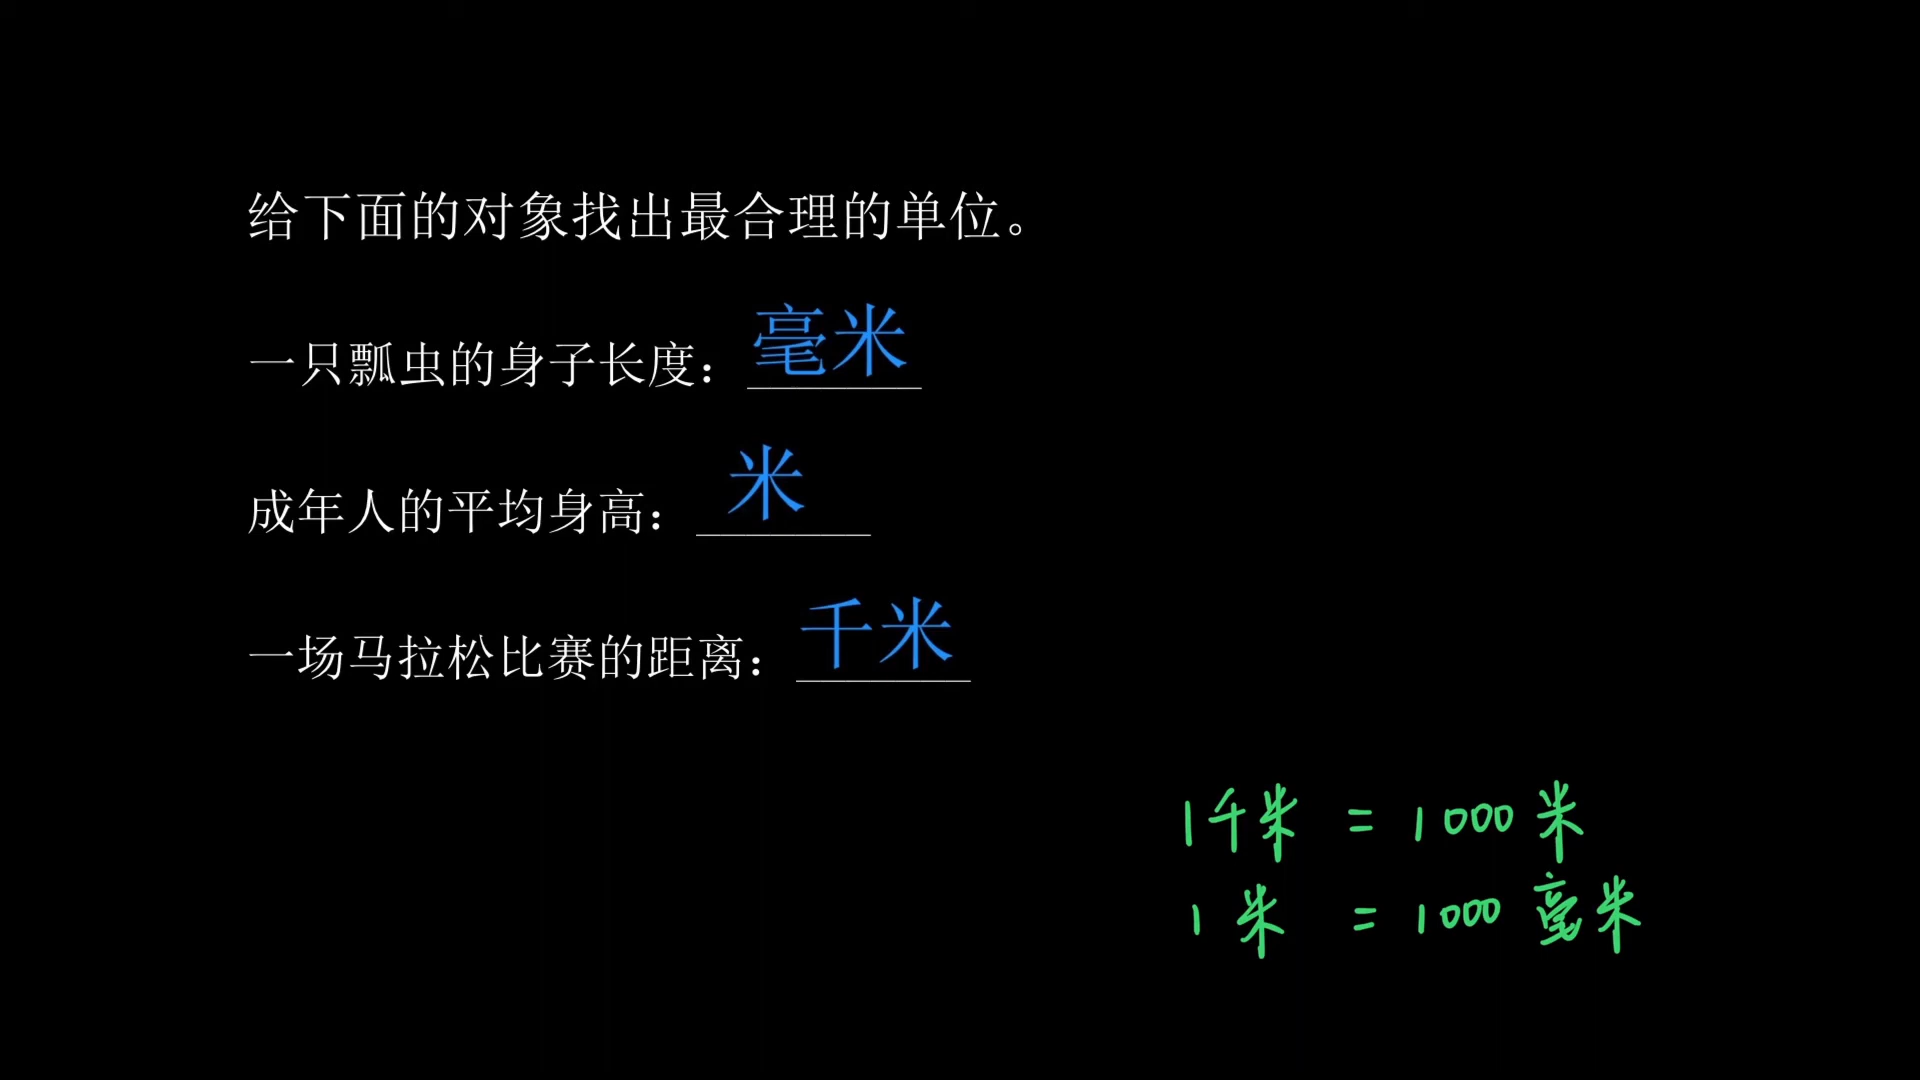 给下面的对象找出最合理的单位。
一只瓢虫的身子长度：毫米
成年人的平均身高：米
一场马拉松比赛的距离：千米
1千米 = 1000米
1米 = 1000毫米